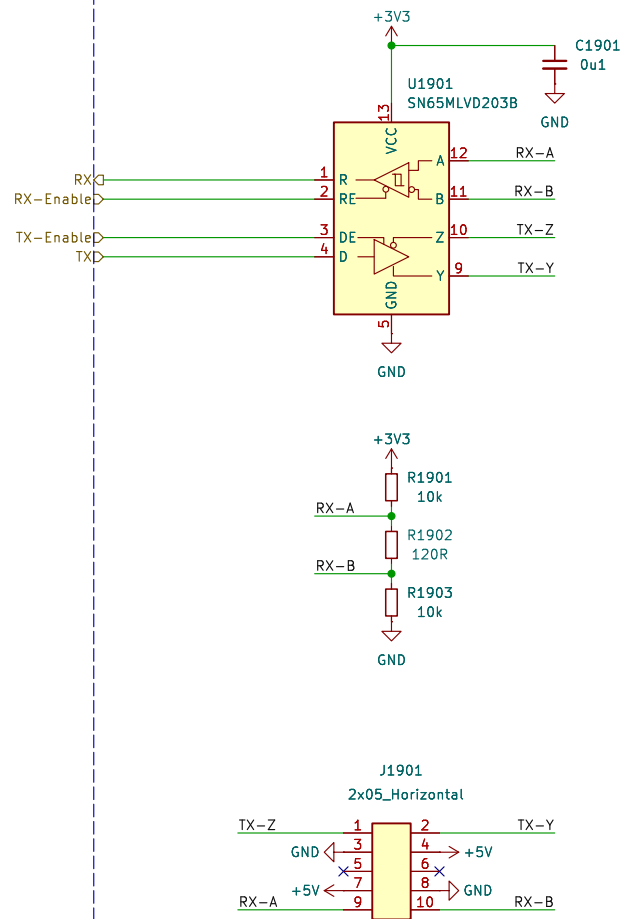 +3V3
C1901
0u1
GND
U1901
SN65MLVD203B
13
VCC
RX 1 R A 12 RX-A
RX-Enable 2 RE B 11 RX-B
TX-Enable 3 DE Z 10 TX-Z
TX 4 D Y 9 TX-Y
GND
5
GND
+3V3
R1901
10k
RX-A
R1902
120R
RX-B
R1903
10k
GND
J1901
2x05_Horizontal
TX-Z 1 2 TX-Y
GND 3 4 +5V
5 6
+5V 7 8 GND
RX-A 9 10 RX-B